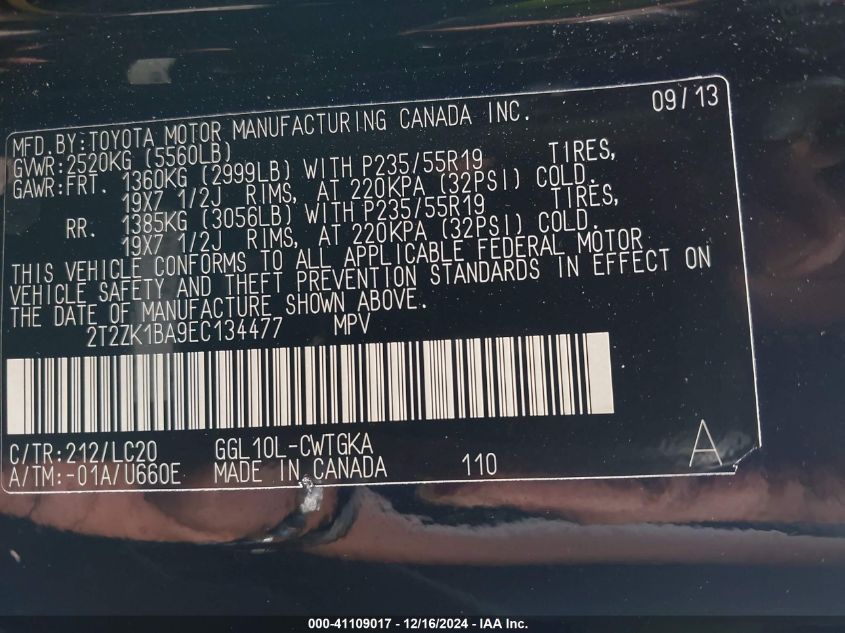 09/13
MFD.BY:TOYOTA MOTOR MANUFACTURING CANADA INC.
GVWR:2520KG (5560LB)
GAWR:FRT. 1360KG (2999LB) WITH P235/55R19 TIRES,
19X7 1/2J RIMS, AT 220KPA (32PSI) COLD.
RR. 1385KG (3056LB) WITH P235/55R19 TIRES,
19X7 1/2J RIMS, AT 220KPA (32PSI) COLD.
THIS VEHICLE CONFORMS TO ALL APPLICABLE FEDERAL MOTOR
VEHICLE SAFETY AND THEFT PREVENTION STANDARDS IN EFFECT ON
THE DATE OF MANUFACTURE SHOWN ABOVE.
2T2ZK1BA9EC134477 MPV
C/TR:212/LC20 GGL10L-CWTGKA
A/TM:-01A/U660E MADE IN CANADA 110 A
000-41109017 - 12/16/2024 - IAA Inc.